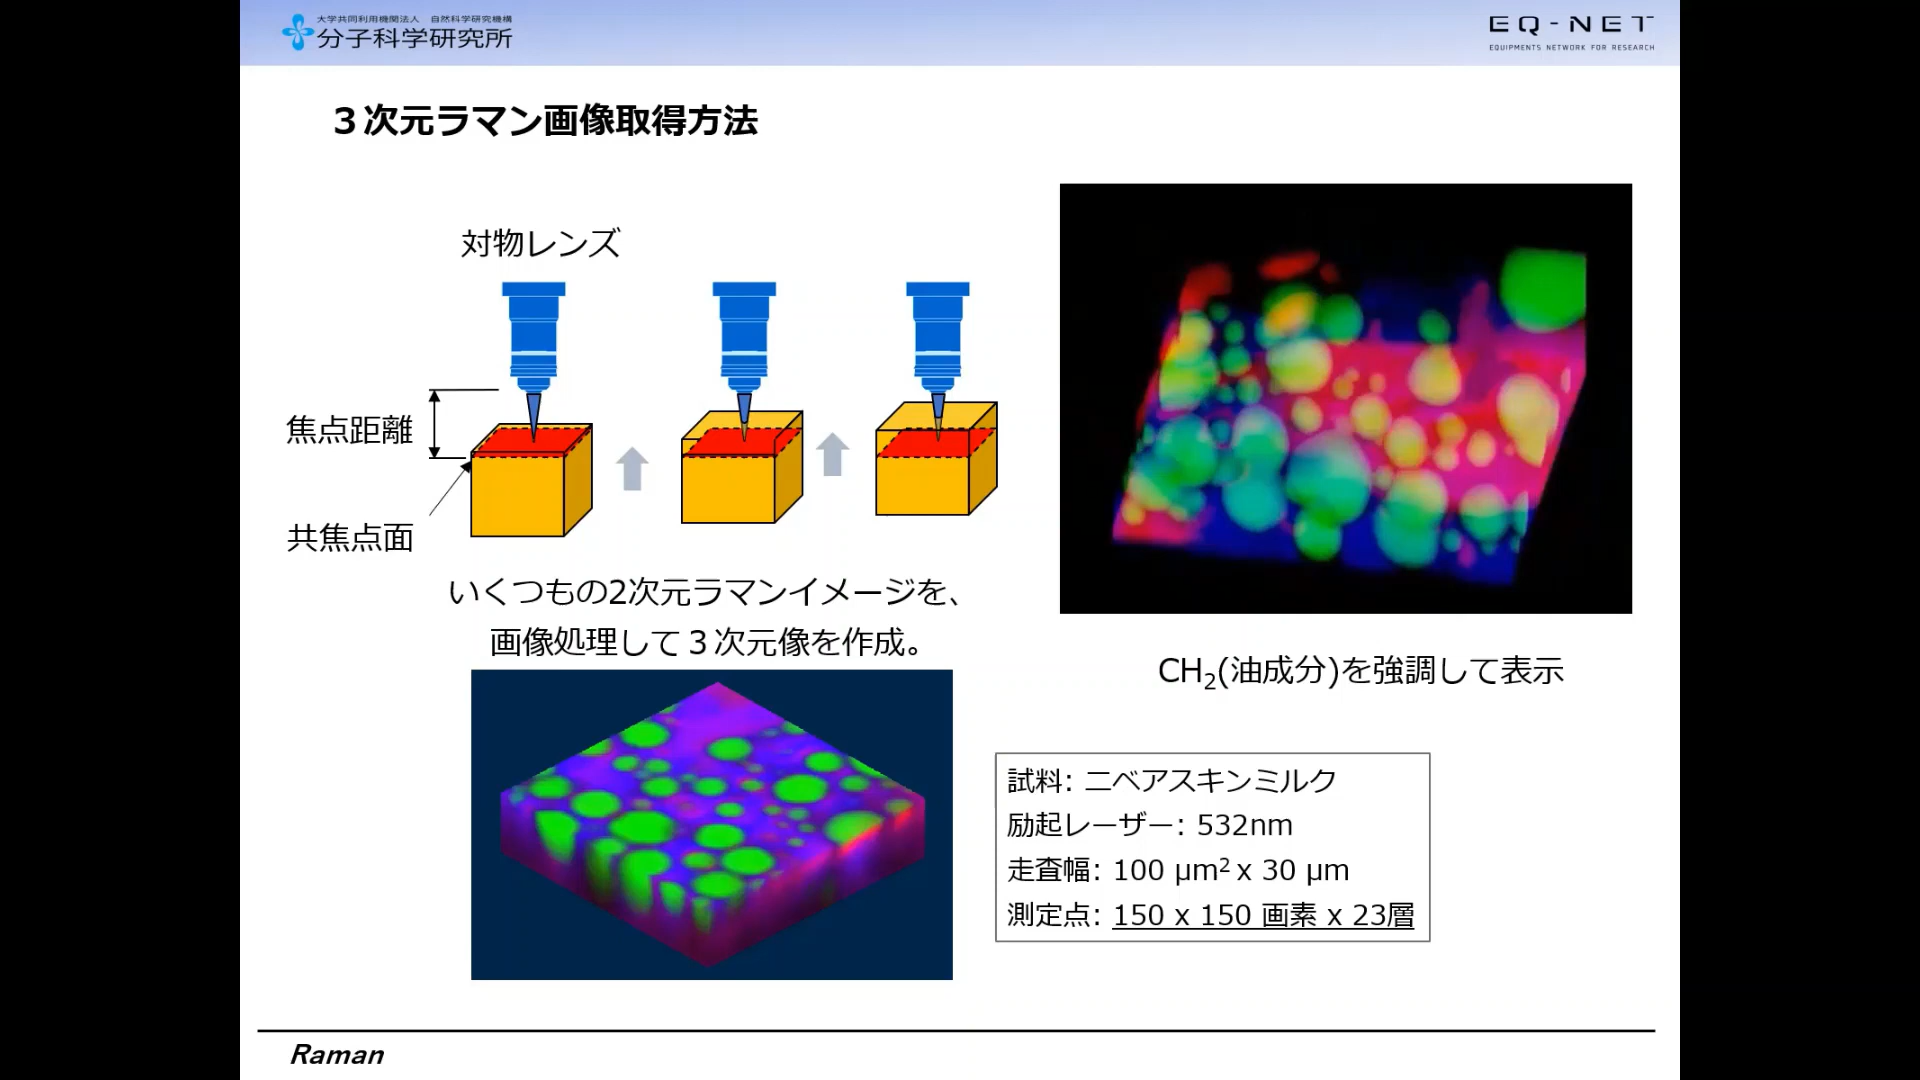 大学共同利用機関法人 自然科学研究機構
分子科学研究所
EQ-NET
EQUIPMENTS NETWORK FOR RESEARCH
３次元ラマン画像取得方法
対物レンズ
焦点距離
共焦点面
いくつもの2次元ラマンイメージを、
画像処理して３次元像を作成。
CH2(油成分)を強調して表示
試料: ニベアスキンミルク
励起レーザー: 532nm
走査幅: 100 μm² x 30 μm
測定点: 150 x 150 画素 x 23層
Raman